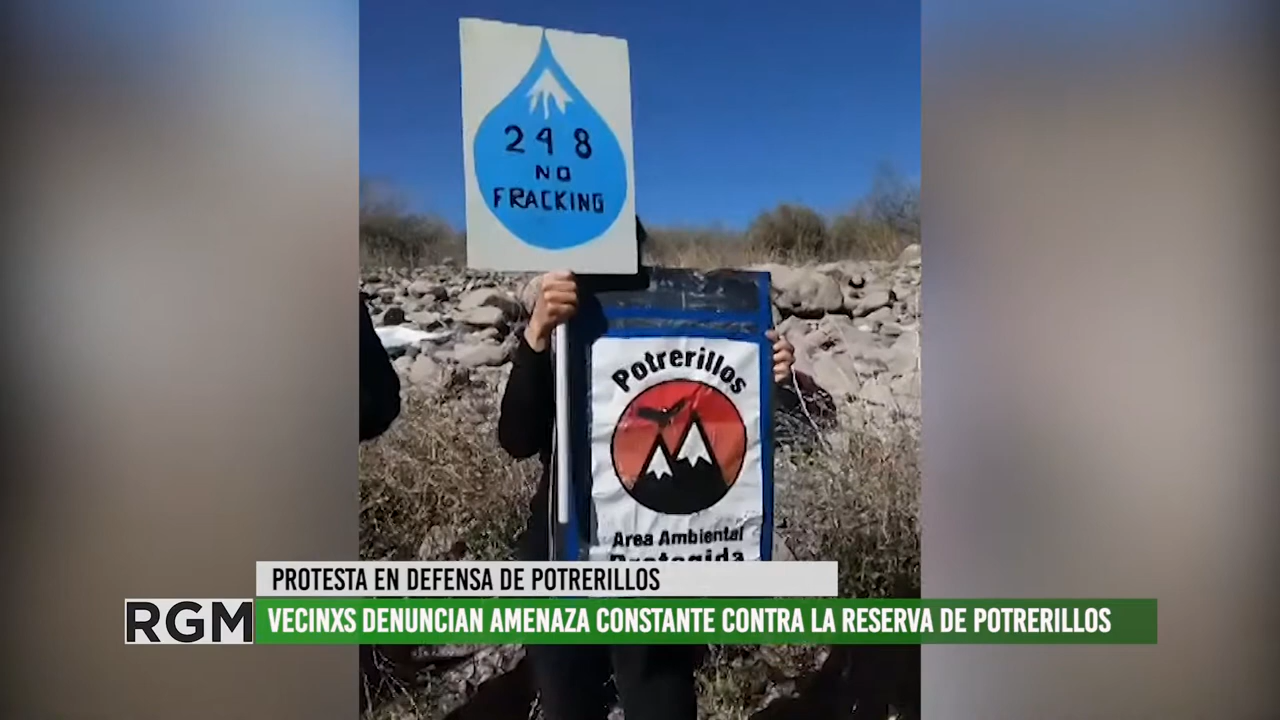 248
NO
FRACKING
Potrerillos
Area Ambiental
Protegida
PROTESTA EN DEFENSA DE POTRERILLOS
RGM
VECINXS DENUNCIAN AMENAZA CONSTANTE CONTRA LA RESERVA DE POTRERILLOS